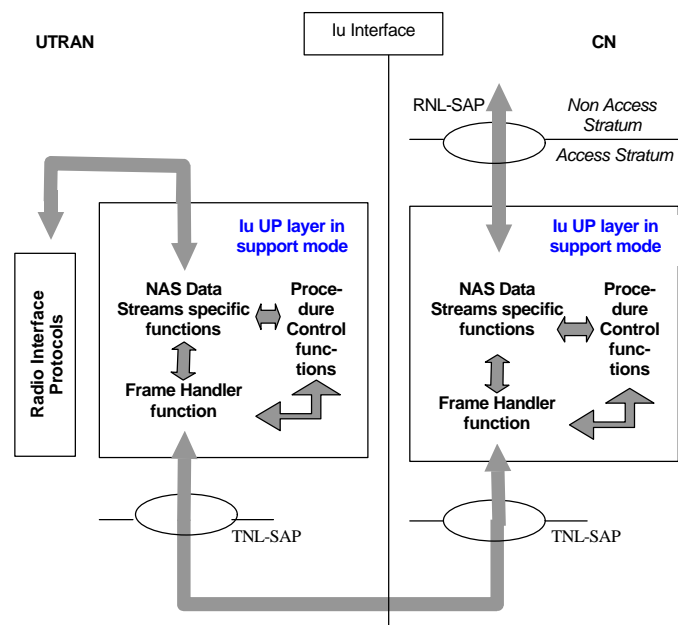 Iu Interface
UTRAN
CN
RNL-SAP
Non Access
Stratum
Access Stratum
Iu UP layer in
support mode
NAS Data
Streams specific
functions
Proce-
dure
Control
func-
tions
Frame Handler
function
Radio Interface
Protocols
TNL-SAP
Iu UP layer in
support mode
NAS Data
Streams specific
functions
Proce-
dure
Control
func-
tions
Frame Handler
function
TNL-SAP